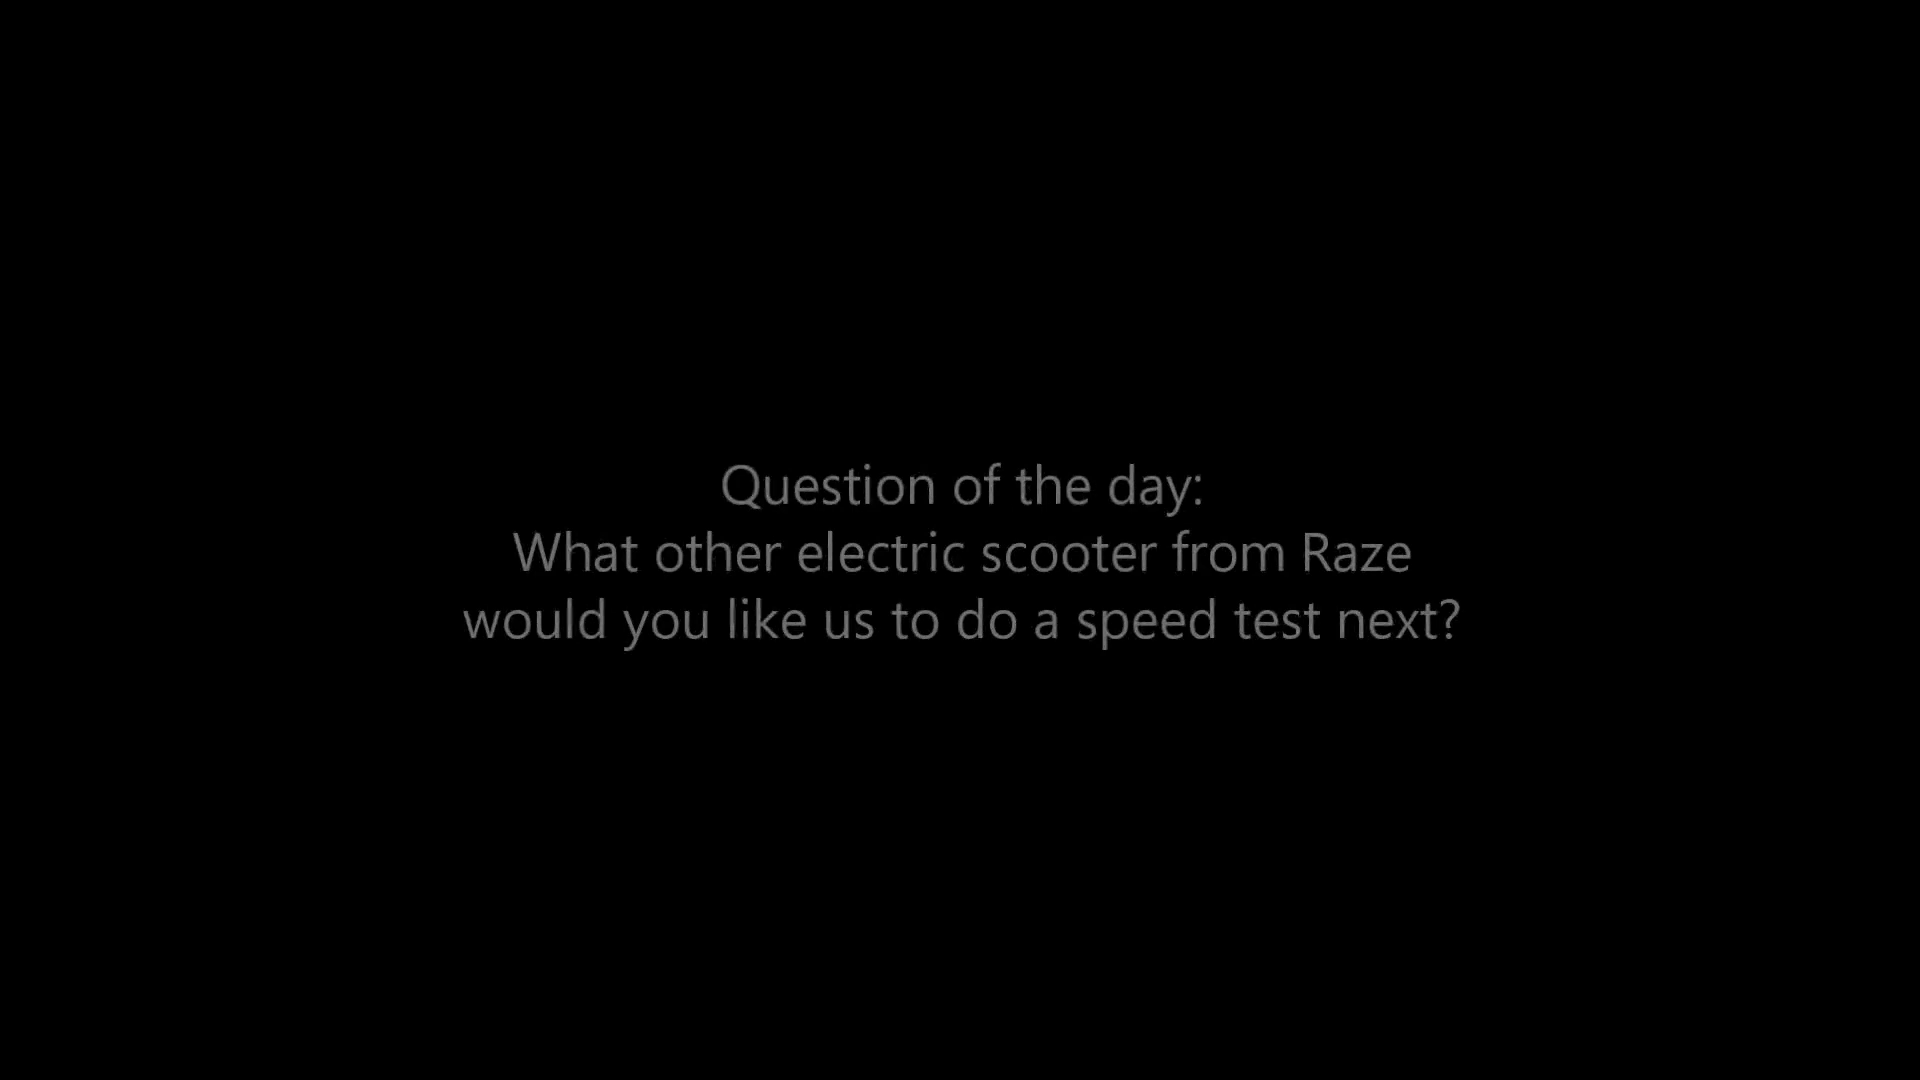 Question of the day:
What other electric scooter from Raze
would you like us to do a speed test next?